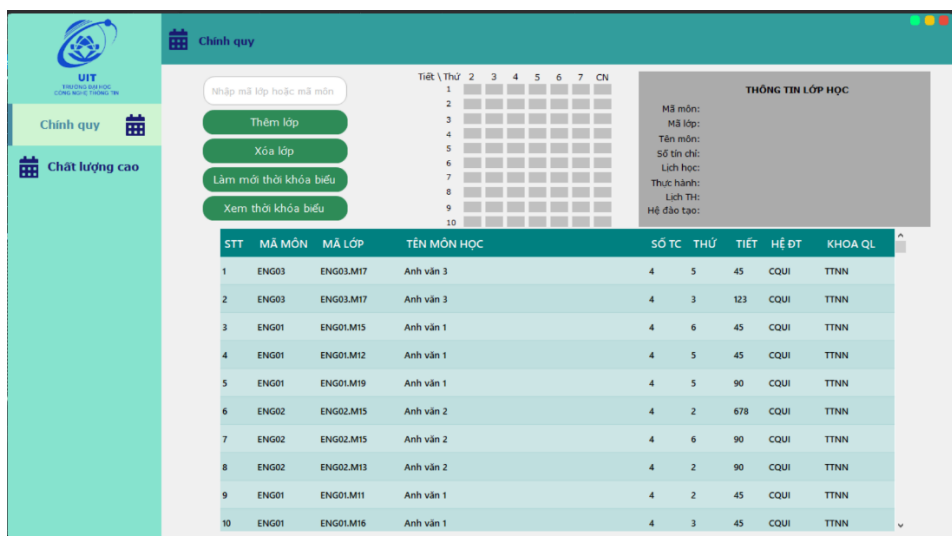 UIT
TRƯỜNG ĐẠI HỌC
CÔNG NGHỆ THÔNG TIN
Chính quy
Chất lượng cao
Chính quy
Nhập mã lớp hoặc mã môn
Thêm lớp
Xóa lớp
Làm mới thời khóa biểu
Xem thời khóa biểu
Tiết \ Thứ 2 3 4 5 6 7 CN
1
2
3
4
5
6
7
8
9
10
THÔNG TIN LỚP HỌC
Mã môn:
Mã lớp:
Tên môn:
Số tín chỉ:
Lịch học:
Thực hành:
Lịch TH:
Hệ đào tạo:
STT MÃ MÔN MÃ LỚP TÊN MÔN HỌC SỐ TC THỨ TIẾT HỆ ĐT KHOA QL
1 ENG03 ENG03.M17 Anh văn 3 4 5 45 CQUI TTNN
2 ENG03 ENG03.M17 Anh văn 3 4 3 123 CQUI TTNN
3 ENG01 ENG01.M15 Anh văn 1 4 6 45 CQUI TTNN
4 ENG01 ENG01.M12 Anh văn 1 4 5 45 CQUI TTNN
5 ENG01 ENG01.M19 Anh văn 1 4 5 90 CQUI TTNN
6 ENG02 ENG02.M15 Anh văn 2 4 2 678 CQUI TTNN
7 ENG02 ENG02.M15 Anh văn 2 4 6 90 CQUI TTNN
8 ENG02 ENG02.M13 Anh văn 2 4 2 90 CQUI TTNN
9 ENG01 ENG01.M11 Anh văn 1 4 2 45 CQUI TTNN
10 ENG01 ENG01.M16 Anh văn 1 4 3 45 CQUI TTNN